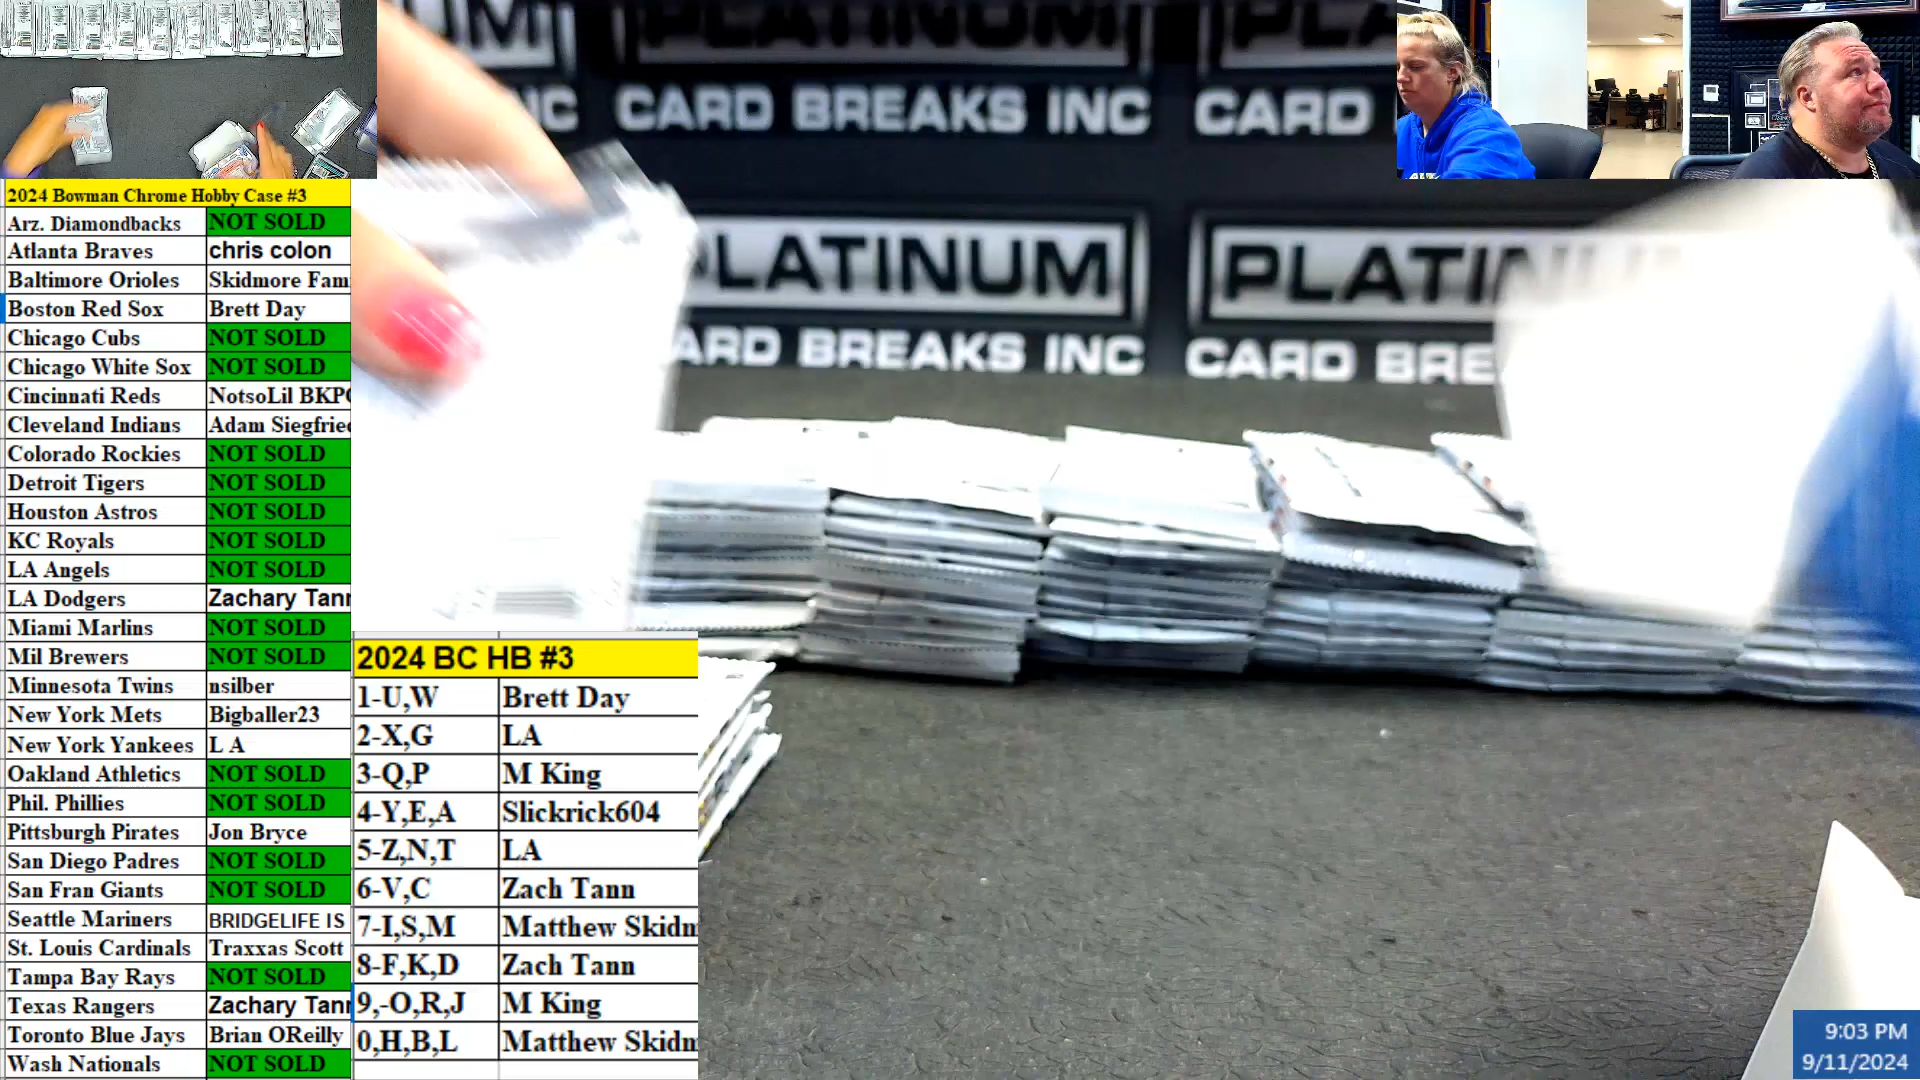 UM PLATINUM PLA
NC CARD BREAKS INC CARD
PLATINUM PLATINUM
CARD BREAKS INC CARD BRE
2024 Bowman Chrome Hobby Case #3
Arz. Diamondbacks NOT SOLD
Atlanta Braves chris colon
Baltimore Orioles Skidmore Fam
Boston Red Sox Brett Day
Chicago Cubs NOT SOLD
Chicago White Sox NOT SOLD
Cincinnati Reds NotsoLil BKP
Cleveland Indians Adam Siegfried
Colorado Rockies NOT SOLD
Detroit Tigers NOT SOLD
Houston Astros NOT SOLD
KC Royals NOT SOLD
LA Angels NOT SOLD
LA Dodgers Zachary Tann
Miami Marlins NOT SOLD
Mil Brewers NOT SOLD
Minnesota Twins nsilber
New York Mets Bigballer23
New York Yankees L A
Oakland Athletics NOT SOLD
Phil. Phillies NOT SOLD
Pittsburgh Pirates Jon Bryce
San Diego Padres NOT SOLD
San Fran Giants NOT SOLD
Seattle Mariners BRIDGELIFE IS
St. Louis Cardinals Traxxas Scott
Tampa Bay Rays NOT SOLD
Texas Rangers Zachary Tann
Toronto Blue Jays Brian OReilly
Wash Nationals NOT SOLD
2024 BC HB #3
1-U,W Brett Day
2-X,G LA
3-Q,P M King
4-Y,E,A Slickrick604
5-Z,N,T LA
6-V,C Zach Tann
7-I,S,M Matthew Skidm
8-F,K,D Zach Tann
9,-O,R,J M King
0,H,B,L Matthew Skidm
9:03 PM
9/11/2024